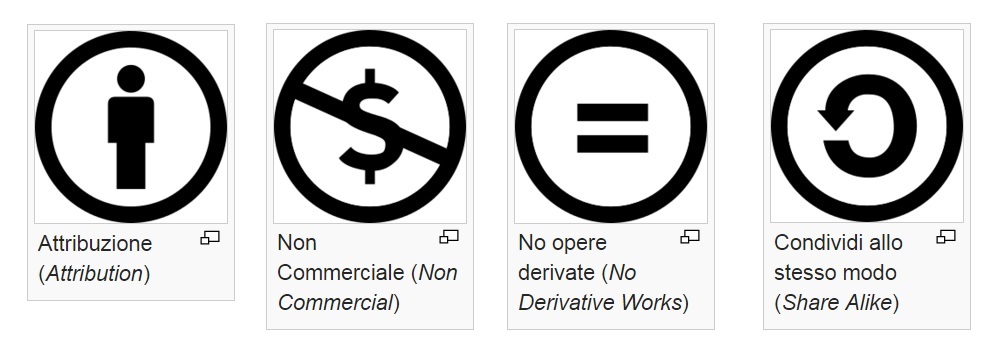 Attribuzione
(Attribution)
Non
Commerciale (Non
Commercial)
No opere
derivate (No
Derivative Works)
Condividi allo
stesso modo
(Share Alike)